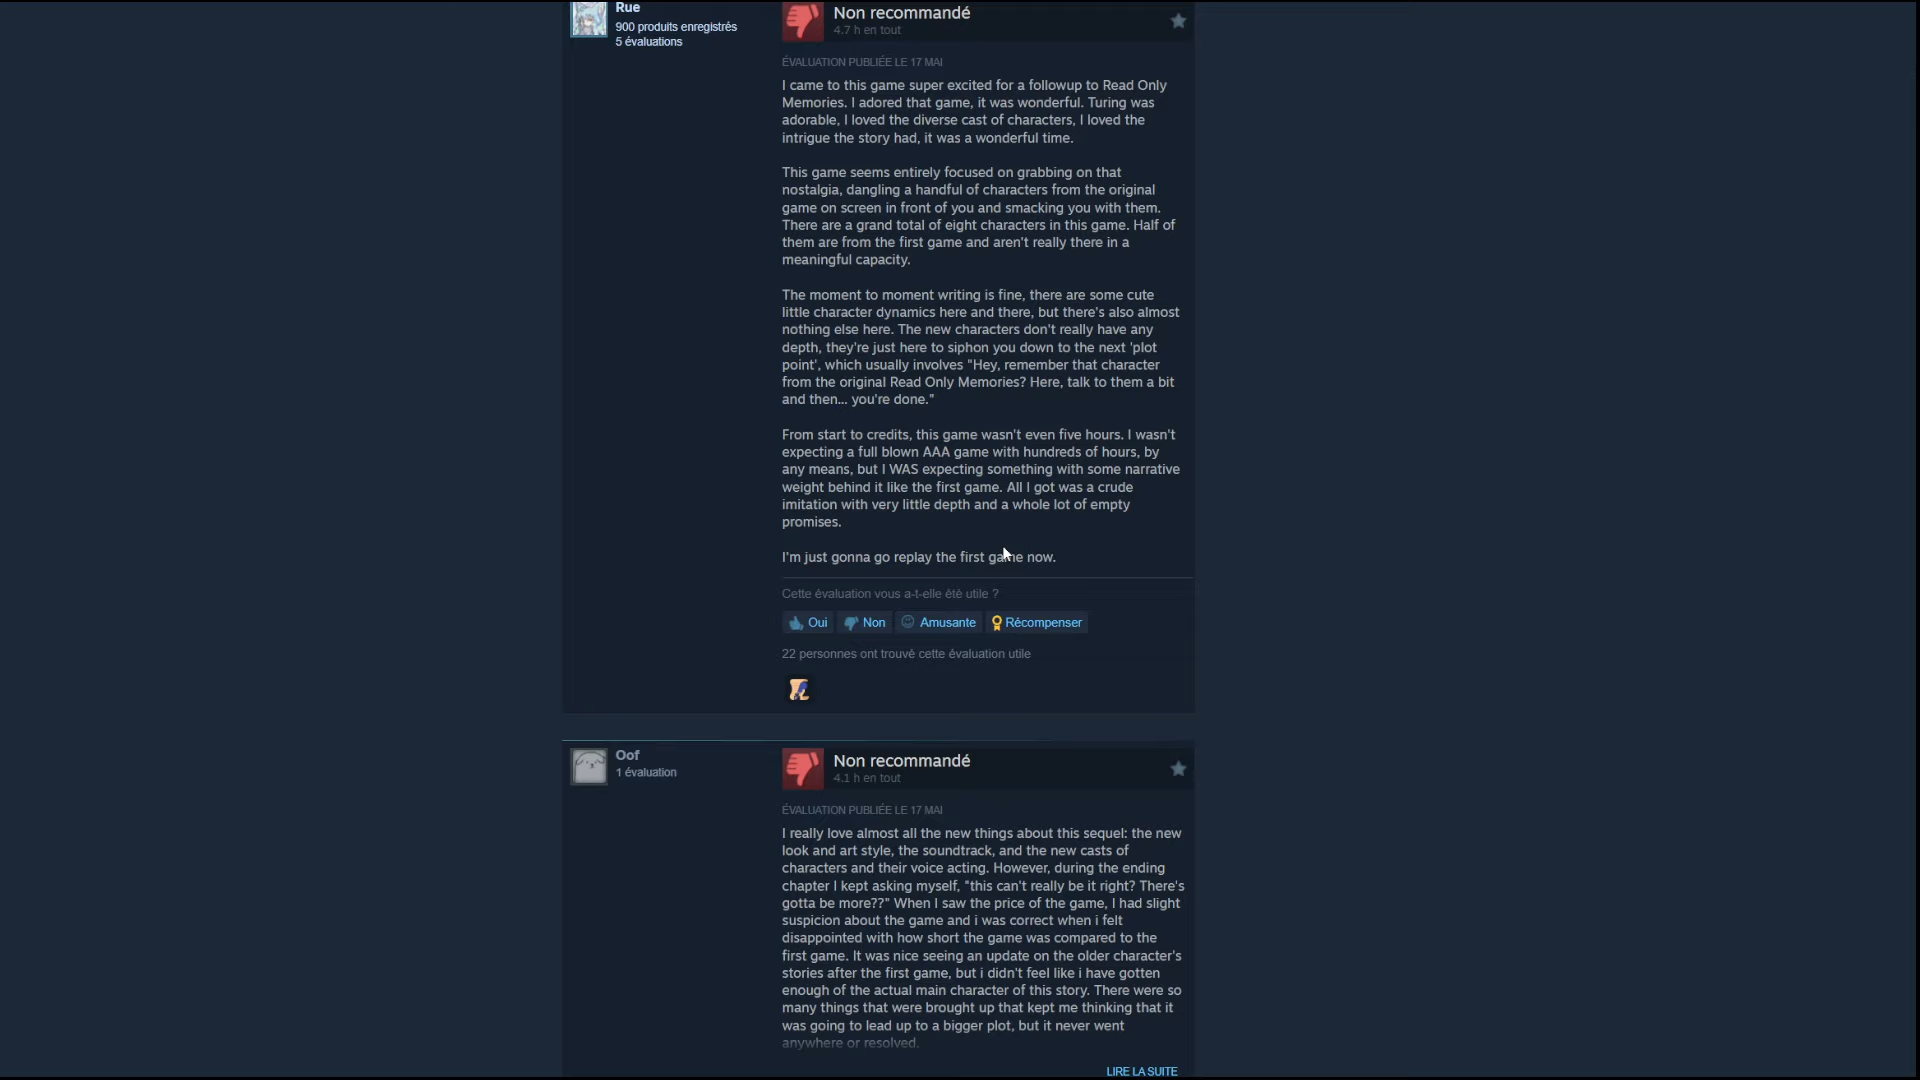 Rue
900 produits enregistrés
5 évaluations
Non recommandé
4.7 h en tout
ÉVALUATION PUBLIÉE LE 17 MAI
I came to this game super excited for a followup to Read Only
Memories. I adored that game, it was wonderful. Turing was
adorable, I loved the diverse cast of characters, I loved the
intrigue the story had, it was a wonderful time.
This game seems entirely focused on grabbing on that
nostalgia, dangling a handful of characters from the original
game on screen in front of you and smacking you with them.
There are a grand total of eight characters in this game. Half of
them are from the first game and aren't really there in a
meaningful capacity.
The moment to moment writing is fine, there are some cute
little character dynamics here and there, but there's also almost
nothing else here. The new characters don't really have any
depth, they're just here to siphon you down to the next 'plot
point', which usually involves "Hey, remember that character
from the original Read Only Memories? Here, talk to them a bit
and then... you're done."
From start to credits, this game wasn't even five hours. I wasn't
expecting a full blown AAA game with hundreds of hours, by
any means, but I WAS expecting something with some narrative
weight behind it like the first game. All I got was a crude
imitation with very little depth and a whole lot of empty
promises.
I'm just gonna go replay the first game now.
Cette évaluation vous a-t-elle été utile ?
Oui
Non
Amusante
Récompenser
22 personnes ont trouvé cette évaluation utile
Oof
1 évaluation
Non recommandé
4.1 h en tout
ÉVALUATION PUBLIÉE LE 17 MAI
I really love almost all the new things about this sequel: the new
look and art style, the soundtrack, and the new casts of
characters and their voice acting. However, during the ending
chapter I kept asking myself, "this can't really be it right? There's
gotta be more??" When I saw the price of the game, I had slight
suspicion about the game and i was correct when i felt
disappointed with how short the game was compared to the
first game. It was nice seeing an update on the older character's
stories after the first game, but i didn't feel like i have gotten
enough of the actual main character of this story. There were so
many things that were brought up that kept me thinking that it
was going to lead up to a bigger plot, but it never went
anywhere or resolved.
LIRE LA SUITE